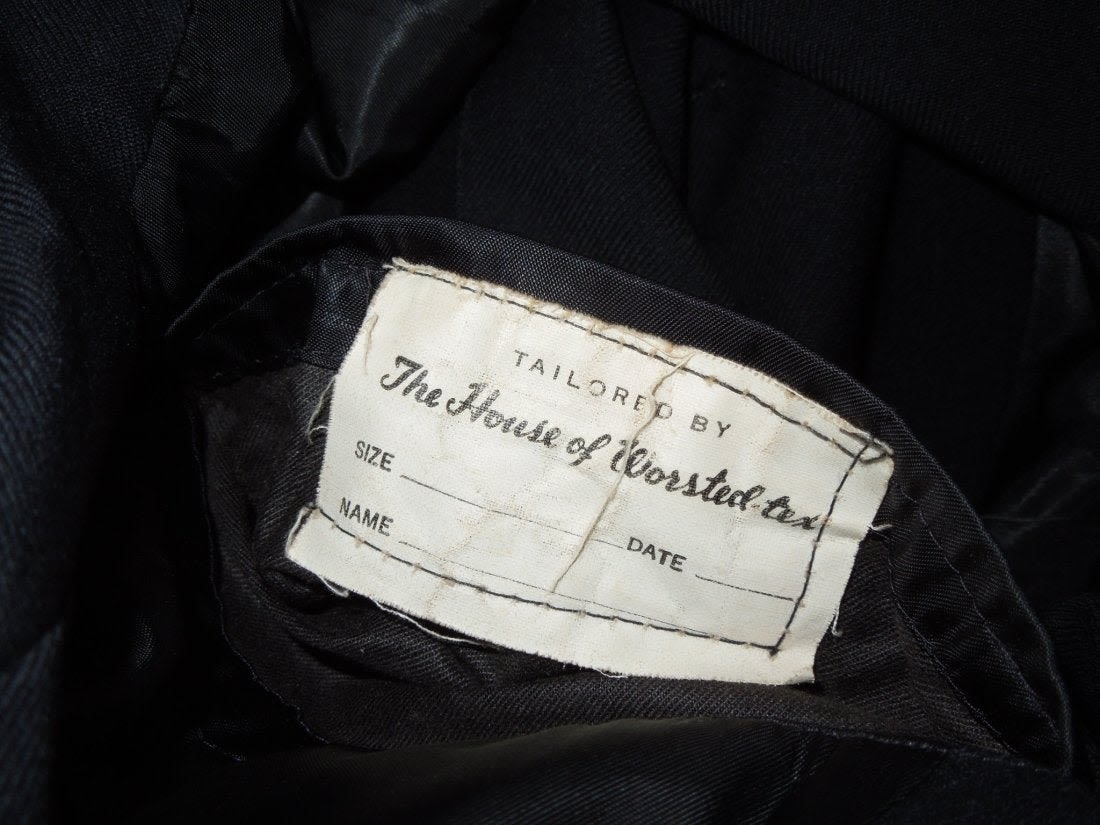 TAILORED BY
The House of Worsted-tex
SIZE DATE
NAME